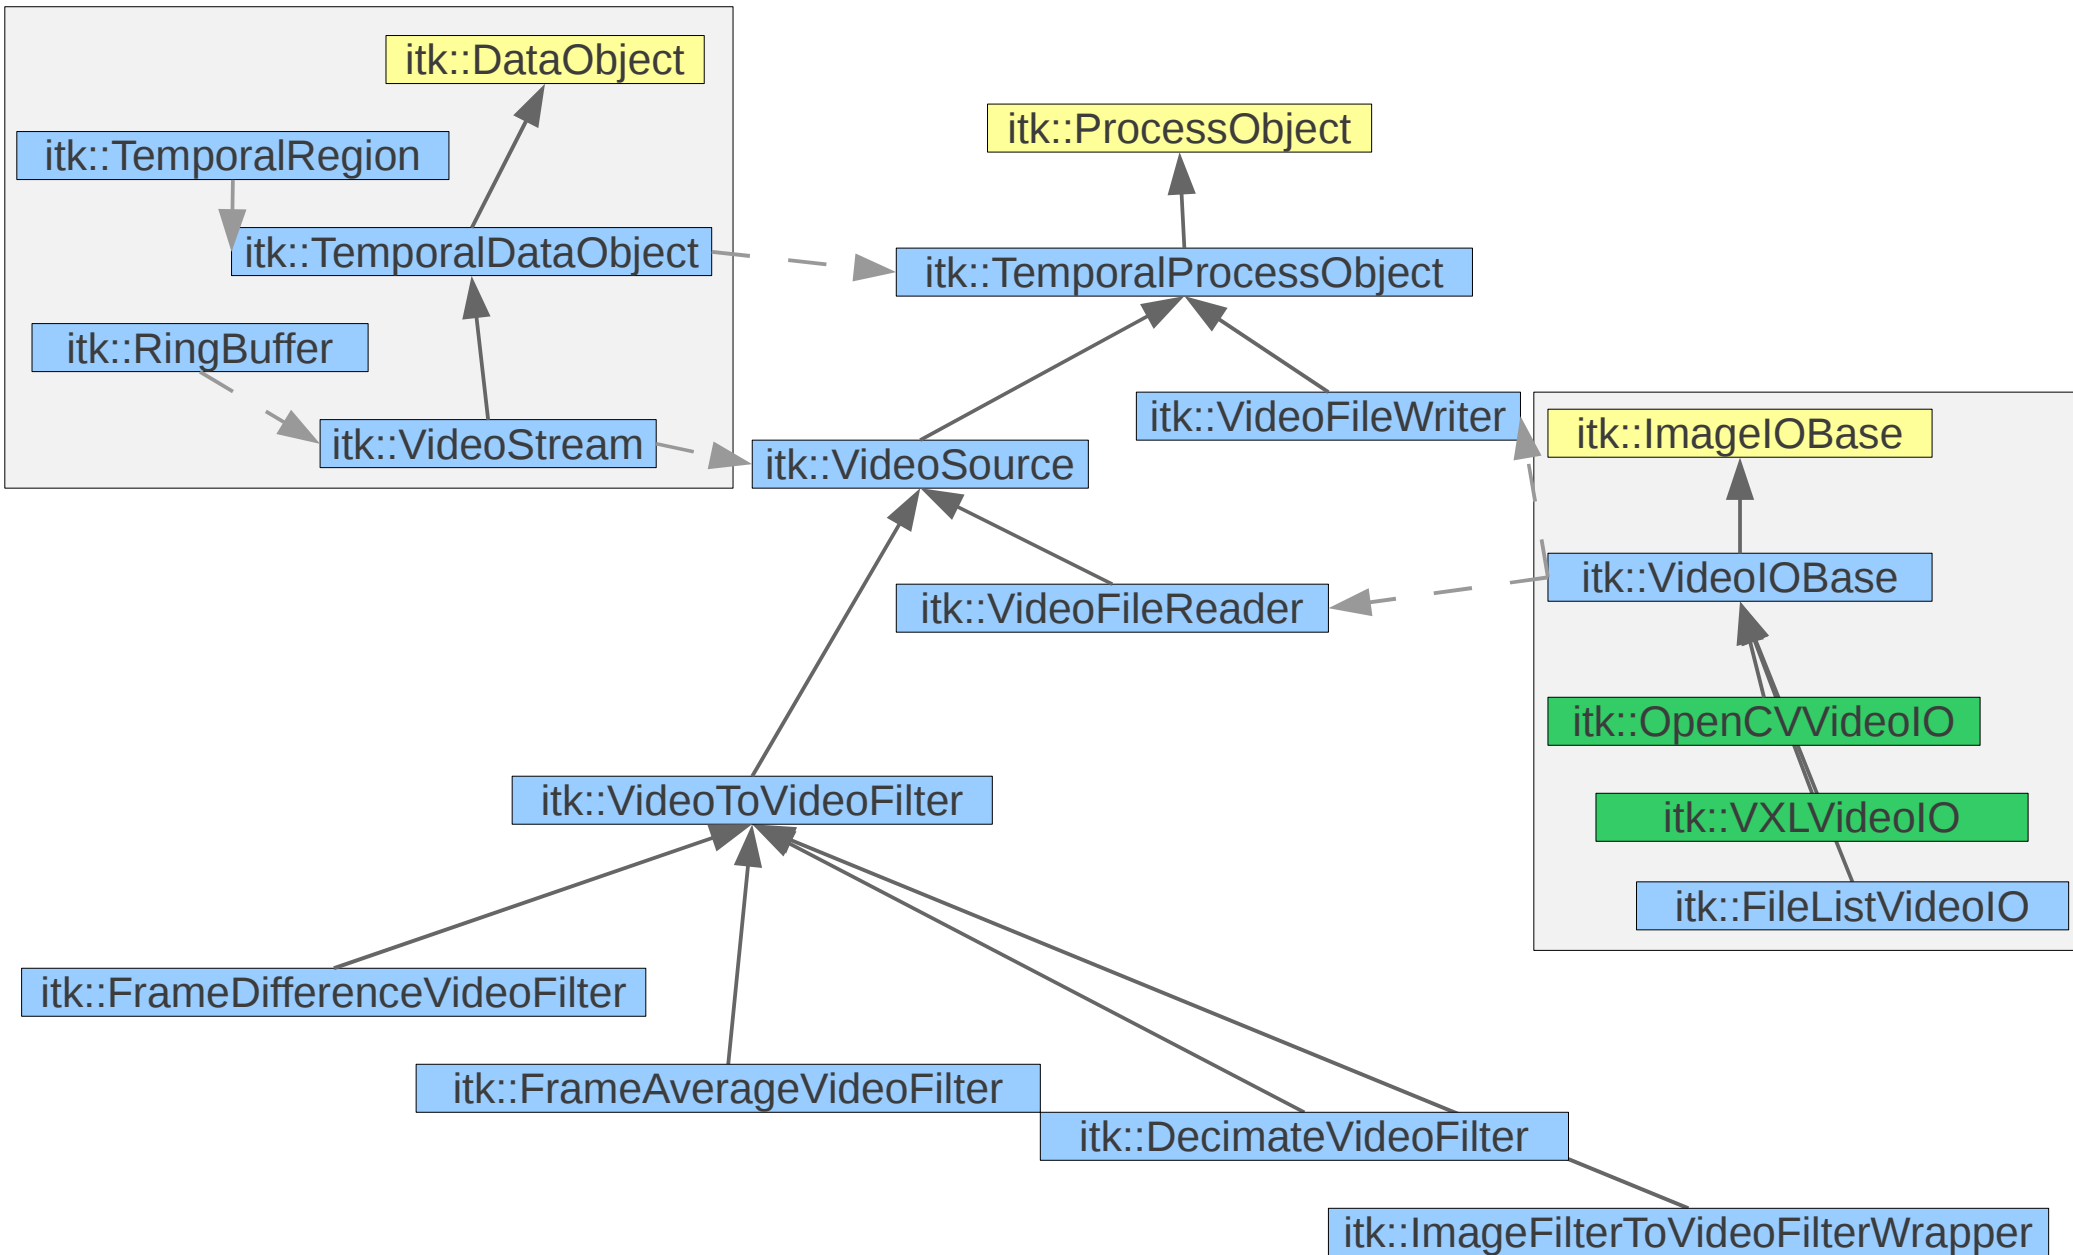 itk::DataObject
itk::ProcessObject
itk::TemporalRegion
itk::TemporalDataObject
itk::TemporalProcessObject
itk::RingBuffer
itk::VideoStream
itk::VideoFileWriter
itk::ImageIOBase
itk::VideoSource
itk::VideoIOBase
itk::VideoFileReader
itk::OpenCVVideoIO
itk::VideoToVideoFilter
itk::VXLVideoIO
itk::FileListVideoIO
itk::FrameDifferenceVideoFilter
itk::FrameAverageVideoFilter
itk::DecimateVideoFilter
itk::ImageFilterToVideoFilterWrapper